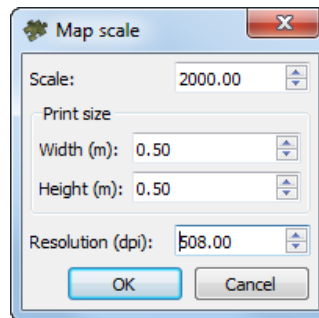 Map scale
Scale: 2000.00
Print size
Width (m): 0.50
Height (m): 0.50
Resolution (dpi): 508.00
OK Cancel